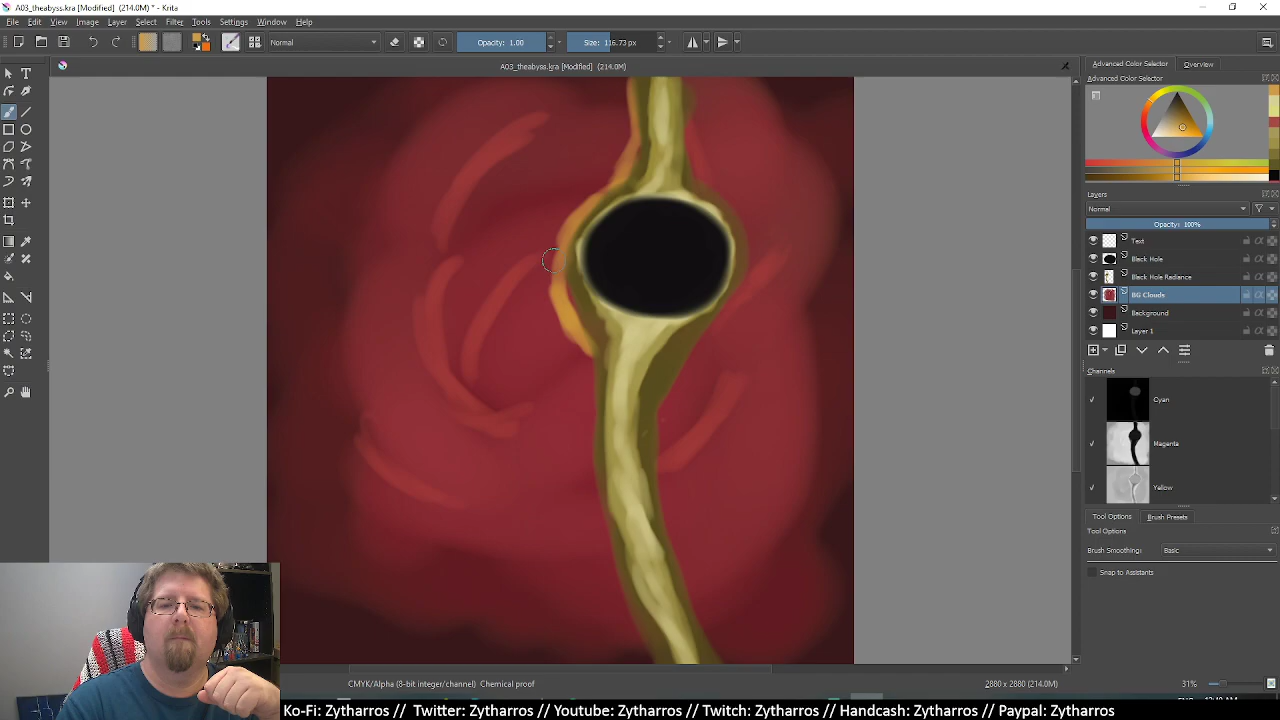 A03_theabyss.kra [Modified] (214.0M) * - Krita
File Edit View Image Layer Select Filter Tools Settings Window Help
Normal Opacity: 1.00 Size: 116.73 px
A03_theabyss.kra [Modified] (214.0M)
Advanced Color Selector Overview
Advanced Color Selector
Layers
Normal
Opacity: 100%
Text
Black Hole
Black Hole Radiance
BG Clouds
Background
Layer 1
Channels
Cyan
Magenta
Yellow
Tool Options Brush Presets
Tool Options
Brush Smoothing: Basic
Snap to Assistants
CMYK/Alpha (8-bit integer/channel) Chemical proof 2880 x 2880 (214.0M) 31%
Ko-Fi: Zytharros // Twitter: Zytharros // Youtube: Zytharros // Twitch: Zytharros // Handcash: Zytharros // Paypal: Zytharros